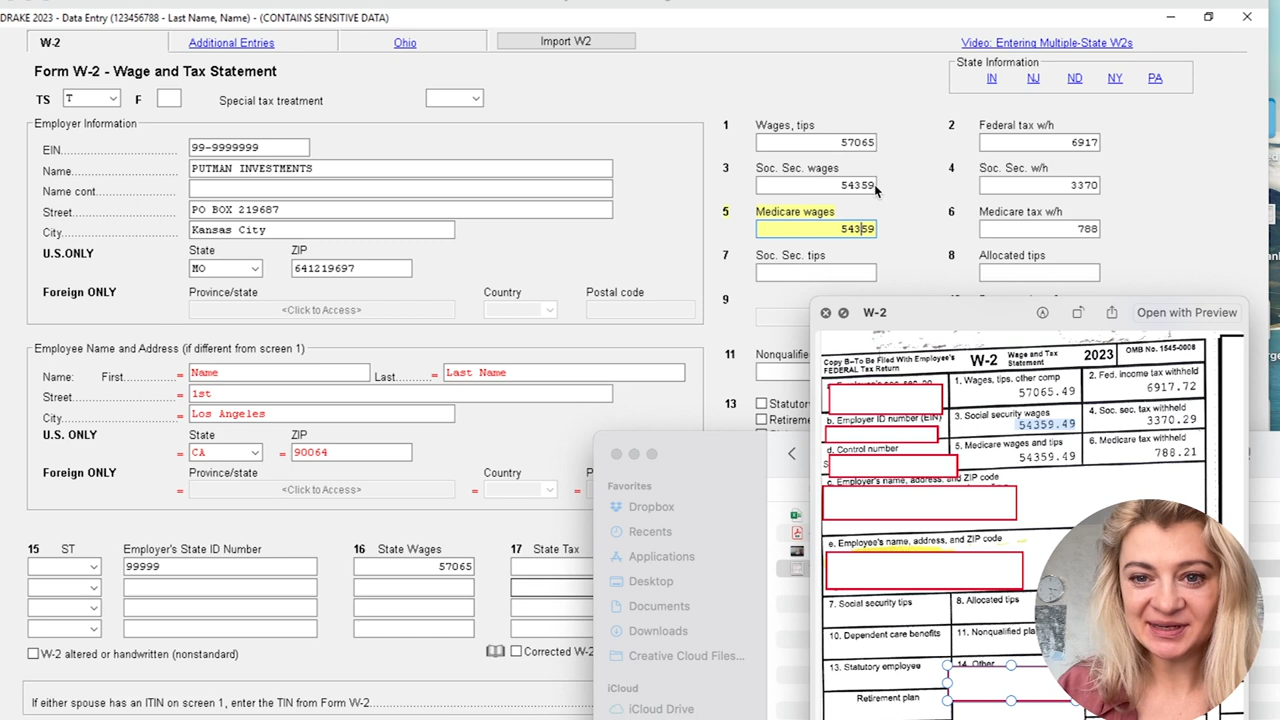 DRAKE 2023 - Data Entry (123456788 - Last Name, Name) - (CONTAINS SENSITIVE DATA)
W-2 Additional Entries Ohio Import W2 Video: Entering Multiple-State W2s
Form W-2 - Wage and Tax Statement
State Information
IN NJ ND NY PA
TS T F Special tax treatment
Employer Information
EIN 99-9999999
Name PUTMAN INVESTMENTS
Name cont
Street PO BOX 219687
City Kansas City
U.S.ONLY State ZIP
MO 641219697
Foreign ONLY Province/state Country Postal code
<Click to Access>
1 Wages, tips 2 Federal tax w/h
57065 6917
3 Soc. Sec. wages 4 Soc. Sec. w/h
54359 3370
5 Medicare wages 6 Medicare tax w/h
54359 788
7 Soc. Sec. tips 8 Allocated tips
9
11 Nonqualifie
13 Statutory
Retireme
Employee Name and Address (if different from screen 1)
Name: First = Name Last = Last Name
Street = 1st
City = Los Angeles
U.S. ONLY State ZIP
= CA = 90064
Foreign ONLY Province/state Country P
= <Click to Access> = =
15 ST Employer's State ID Number 16 State Wages 17 State Tax
99999 57065
W-2 altered or handwritten (nonstandard) Corrected W-2
If either spouse has an ITIN on screen 1, enter the TIN from Form W-2
W-2 Open with Preview
Copy B–To Be Filed With Employee's
FEDERAL Tax Return
W-2 Wage and Tax
Statement
2023 OMB No. 1545-0008
1. Wages, tips, other comp 2. Fed. income tax withheld
57065.49 6917.72
b. Employer ID number (EIN) 3. Social security wages 4. Soc. sec. tax withheld
54359.49 3370.29
d. Control number 5. Medicare wages and tips 6. Medicare tax withheld
54359.49 788.21
c. Employer's name, address, and ZIP code
e. Employee's name, address, and ZIP code
7. Social security tips 8. Allocated tips
10. Dependent care benefits 11. Nonqualified pla
13. Statutory employee 14. Other
Retirement plan
Favorites
Dropbox
Recents
Applications
Desktop
Documents
Downloads
Creative Cloud Files...
iCloud
iCloud Drive